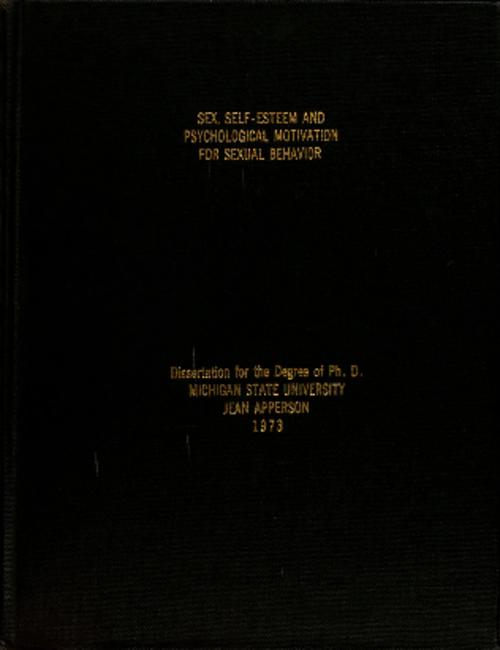 SEX, SELF-ESTEEM AND
PSYCHOLOGICAL MOTIVATION
FOR SEXUAL BEHAVIOR
Dissertation for the Degree of Ph. D.
MICHIGAN STATE UNIVERSITY
JEAN APPERSON
1973